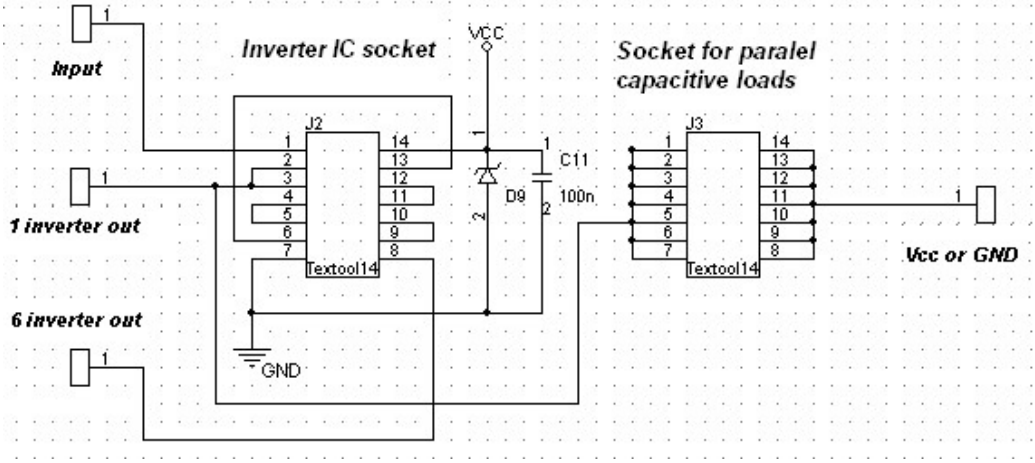 1
Input
Inverter IC socket
VCC
Socket for paralel
capacitive loads
J2
1 14
2 13
3 12
4 11
5 10
6 9
7 8
Textool14
1
2
D9
1
C11
100n
2
J3
1 14
2 13
3 12
4 11
5 10
6 9
7 8
Textool14
1
1 inverter out
1
Vcc or GND
6 inverter out
1
GND